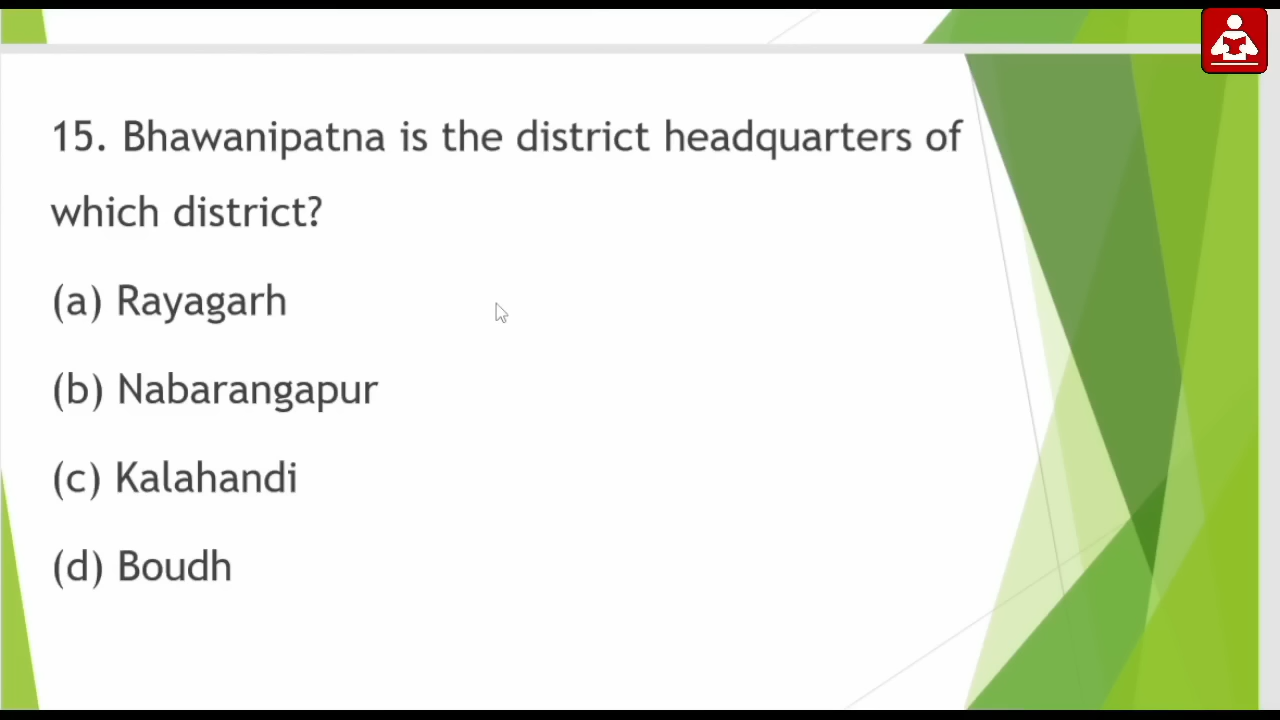 15. Bhawanipatna is the district headquarters of
which district?
(a) Rayagarh
(b) Nabarangapur
(c) Kalahandi
(d) Boudh